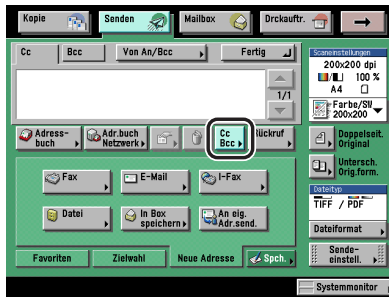 Kopie
Senden
Mailbox
Drckauftr.
Cc
Bcc
Von An/Bcc
Fertig
1/1
Scaneinstellungen
200x200 dpi
100 %
A4
Farbe/SW
200x200
Adress-
buch
Adr.buch
Netzwerk
Cc
Bcc
Rückruf
Doppelseit.
Original
Untersch.
Orig.form.
Fax
E-Mail
I-Fax
Datei
In Box
speichern
An eig.
Adr.send.
Dateityp
TIFF / PDF
Dateiformat
Favoriten
Zielwahl
Neue Adresse
Spch.
Sende-
einstell.
Systemmonitor